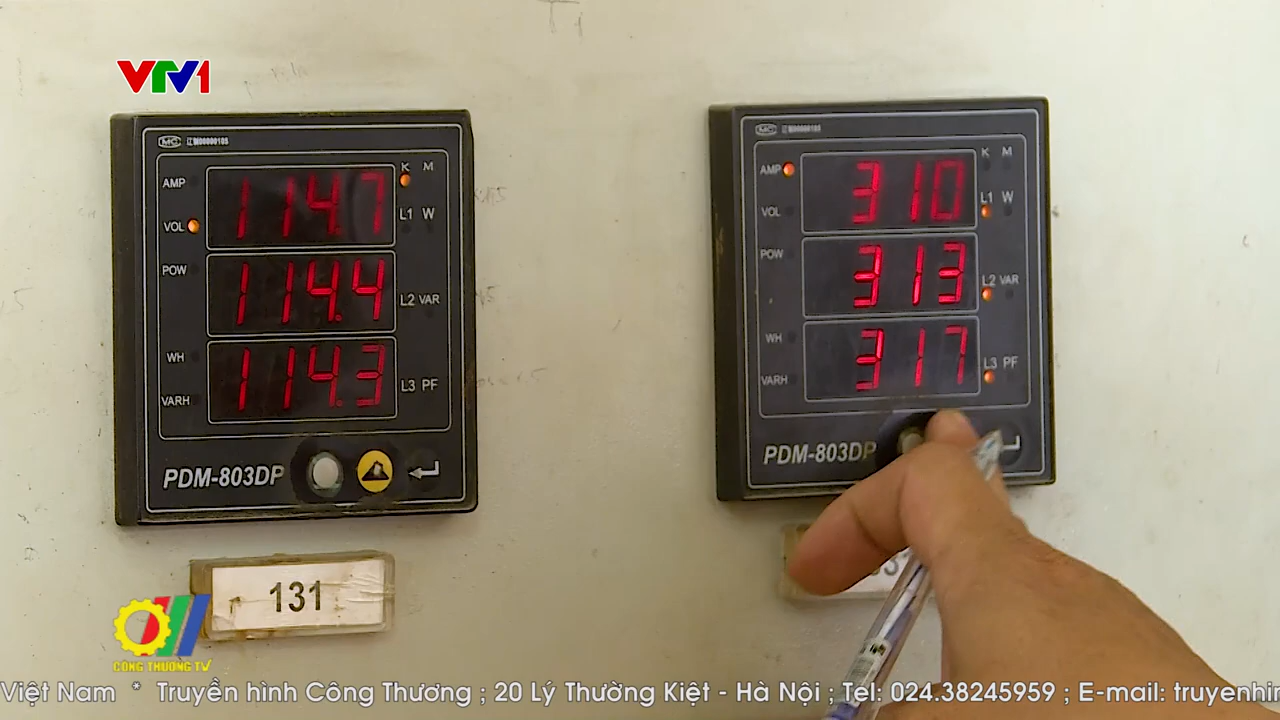 VTV1
MC
AMP
VOL
POW
WH
VARH
114.7
114.4
114.3
K M
L1 W
L2 VAR
L3 PF
PDM-803DP
131
MC
AMP
VOL
POW
WH
VARH
310
313
317
K M
L1 W
L2 VAR
L3 PF
PDM-803DP
CÔNG THƯƠNG TV
Việt Nam * Truyền hình Công Thương ; 20 Lý Thường Kiệt - Hà Nội ; Tel: 024.38245959 ; E-mail: truyenhin